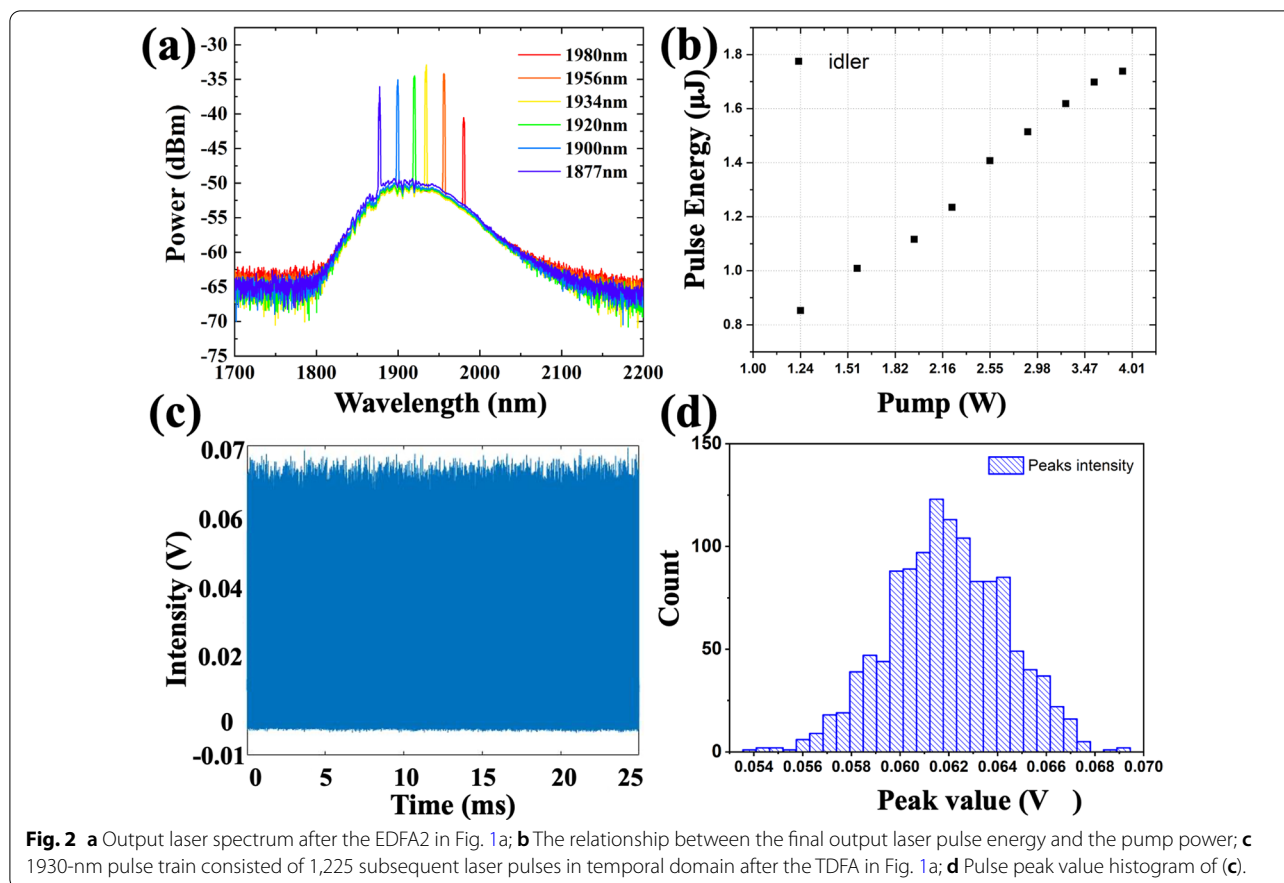 (a)
Power (dBm)
-30
-35
-40
-45
-50
-55
-60
-65
-70
-75
1700 1800 1900 2000 2100 2200
Wavelength (nm)
1980nm
1956nm
1934nm
1920nm
1900nm
1877nm
(b)
Pulse Energy (μJ)
1.8
1.6
1.4
1.2
1.0
0.8
idler
1.00 1.24 1.51 1.82 2.16 2.55 2.98 3.47 4.01
Pump (W)
(c)
Intensity (V)
0.07
0.06
0.04
0.02
0
-0.01
0 5 10 15 20 25
Time (ms)
(d)
Count
150
100
50
0
Peaks intensity
0.054 0.056 0.058 0.060 0.062 0.064 0.066 0.068 0.070
Peak value (V )
Fig. 2 a Output laser spectrum after the EDFA2 in Fig. 1a; b The relationship between the final output laser pulse energy and the pump power; c
1930-nm pulse train consisted of 1,225 subsequent laser pulses in temporal domain after the TDFA in Fig. 1a; d Pulse peak value histogram of (c).